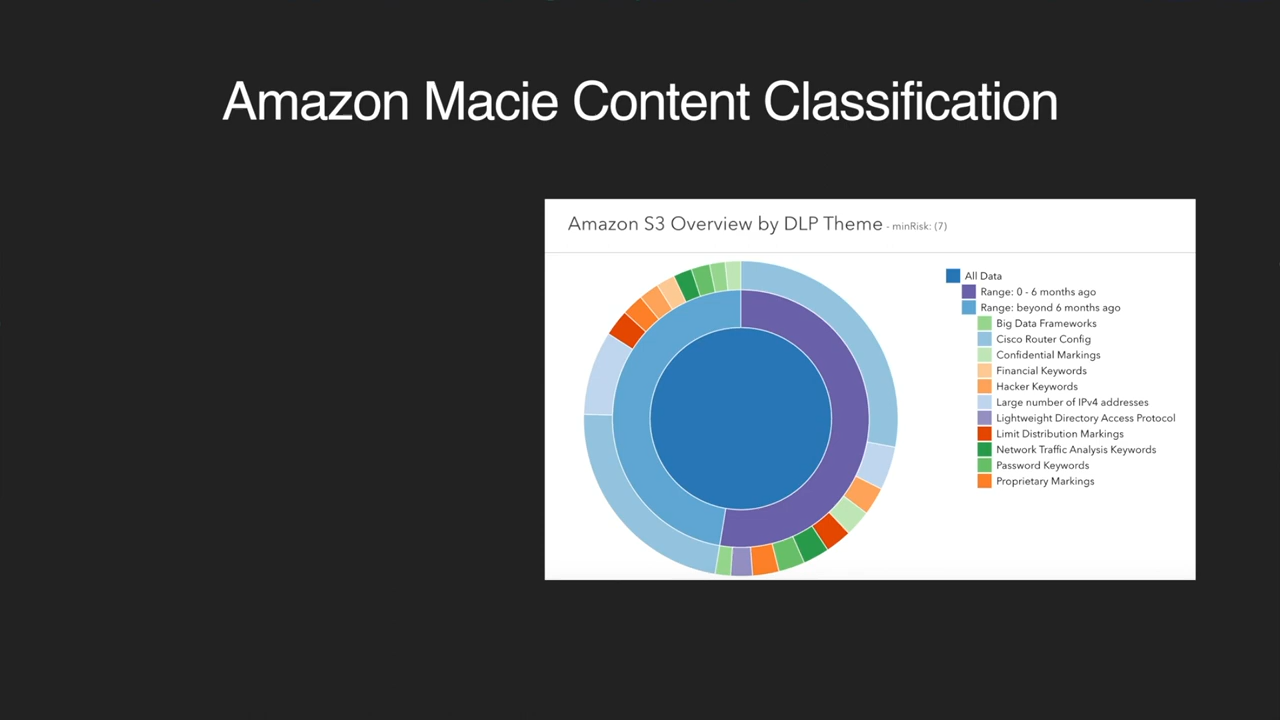 Amazon Macie Content Classification
Amazon S3 Overview by DLP Theme - minRisk: (7)
All Data
Range: 0 - 6 months ago
Range: beyond 6 months ago
Big Data Frameworks
Cisco Router Config
Confidential Markings
Financial Keywords
Hacker Keywords
Large number of IPv4 addresses
Lightweight Directory Access Protocol
Limit Distribution Markings
Network Traffic Analysis Keywords
Password Keywords
Proprietary Markings